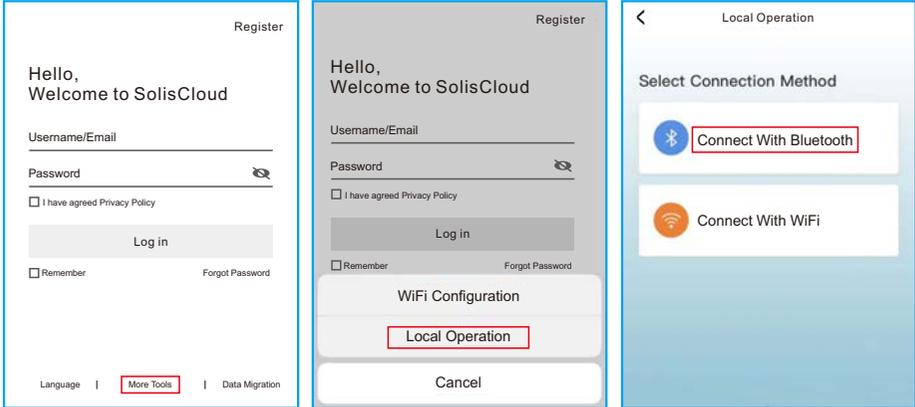 Register
Hello,
Welcome to SolisCloud
Username/Email
Password
I have agreed Privacy Policy
Log in
Remember Forgot Password
Language | More Tools | Data Migration
Register
Hello,
Welcome to SolisCloud
Username/Email
Password
I have agreed Privacy Policy
Log in
Remember Forgot Password
WiFi Configuration
Local Operation
Cancel
Local Operation
Select Connection Method
Connect With Bluetooth
Connect With WiFi